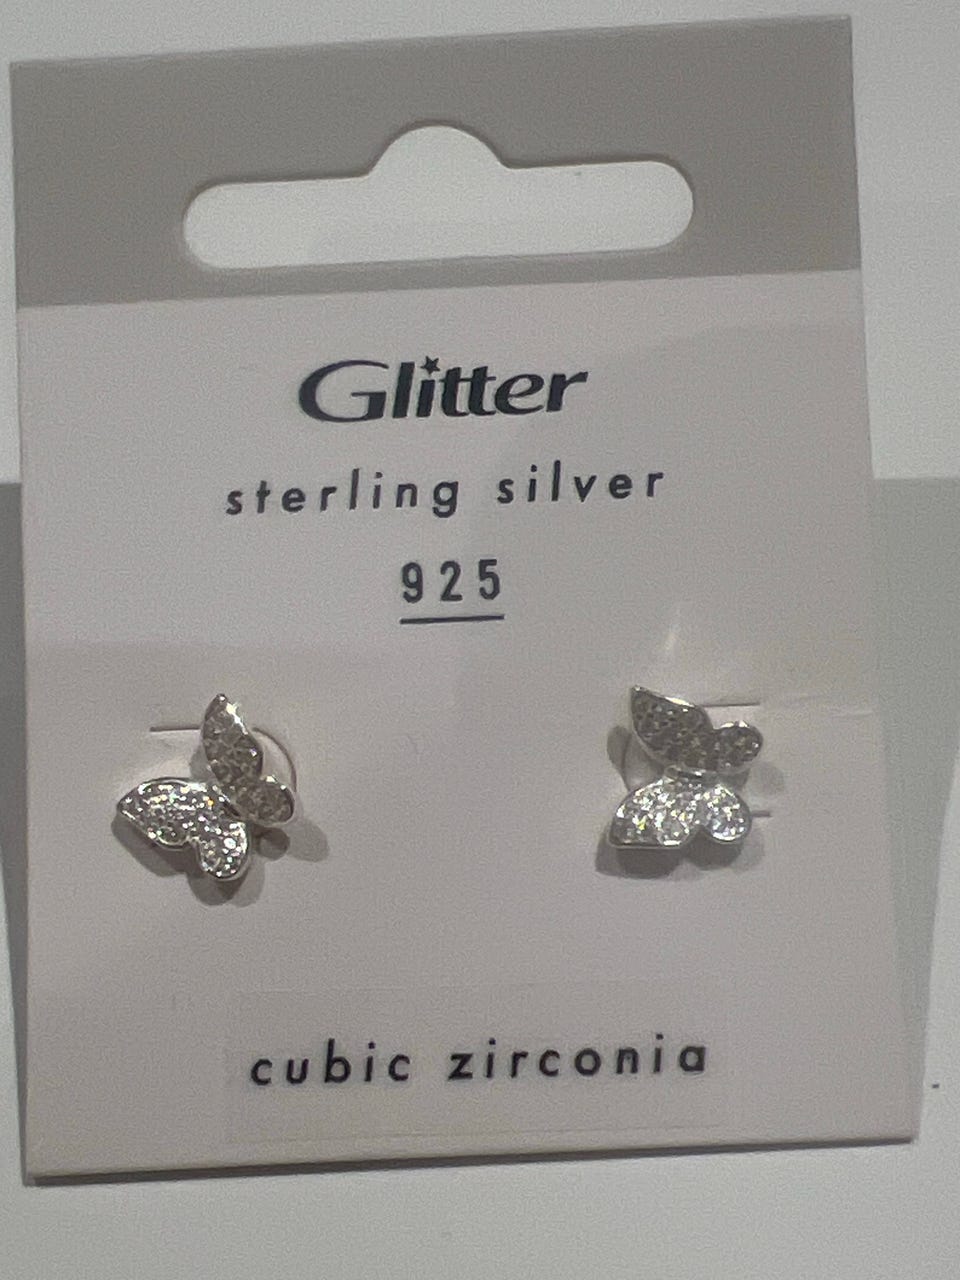 Glitter
sterling silver
925
cubic zirconia